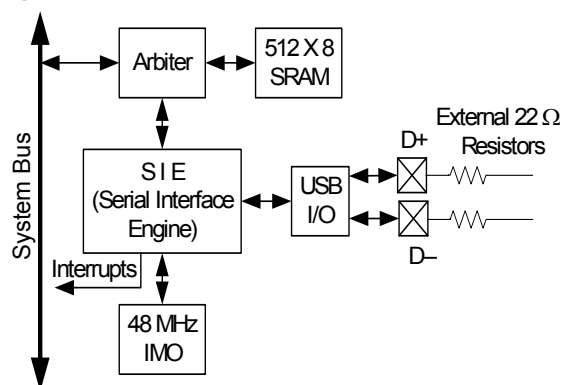 System Bus
Arbiter
512 X 8
SRAM
S I E
(Serial Interface
Engine)
Interrupts
48 MHz
IMO
USB
I/O
D+
D–
External 22 Ω
Resistors